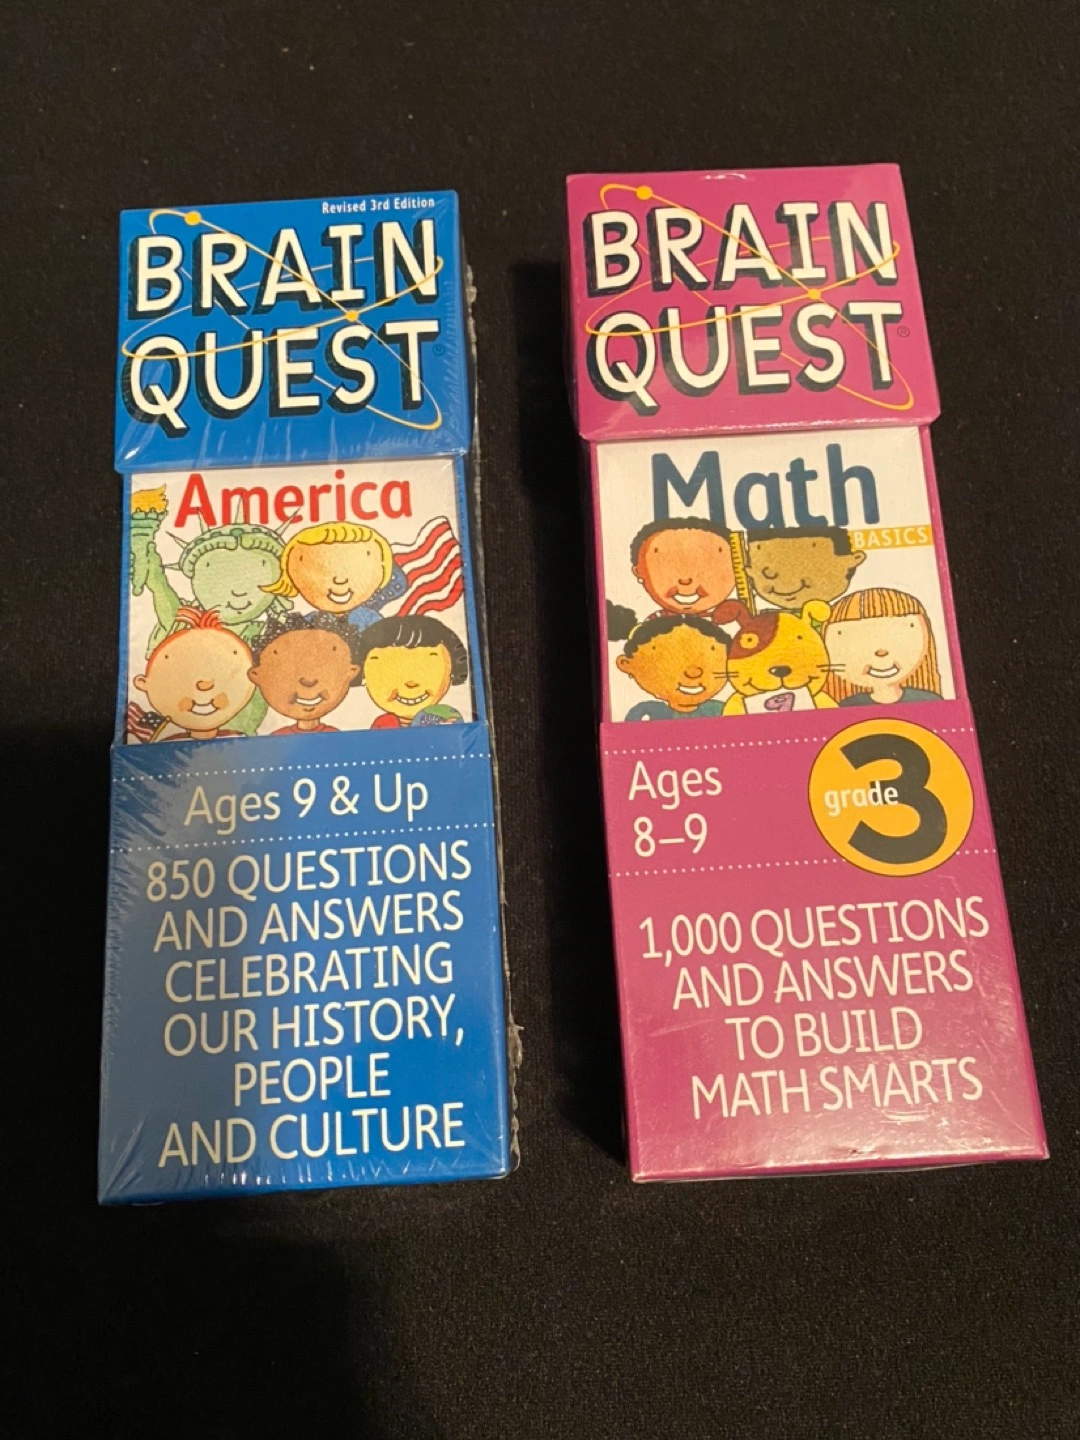 Revised 3rd Edition
BRAIN
QUEST®
America
Ages 9 & Up
850 QUESTIONS
AND ANSWERS
CELEBRATING
OUR HISTORY,
PEOPLE
AND CULTURE
BRAIN
QUEST®
Math
BASICS
Ages
8–9
grade 3
1,000 QUESTIONS
AND ANSWERS
TO BUILD
MATH SMARTS